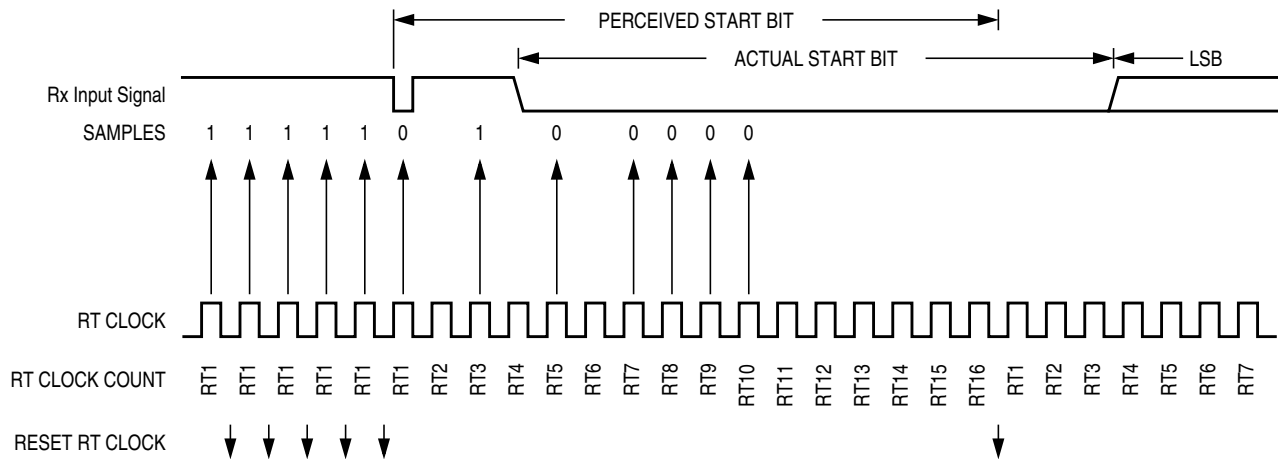 PERCEIVED START BIT
ACTUAL START BIT LSB
Rx Input Signal
SAMPLES 1 1 1 1 1 0 1 0 0 0 0 0
RT CLOCK
RT CLOCK COUNT RT1 RT1 RT1 RT1 RT1 RT1 RT2 RT3 RT4 RT5 RT6 RT7 RT8 RT9 RT10 RT11 RT12 RT13 RT14 RT15 RT16 RT1 RT2 RT3 RT4 RT5 RT6 RT7
RESET RT CLOCK